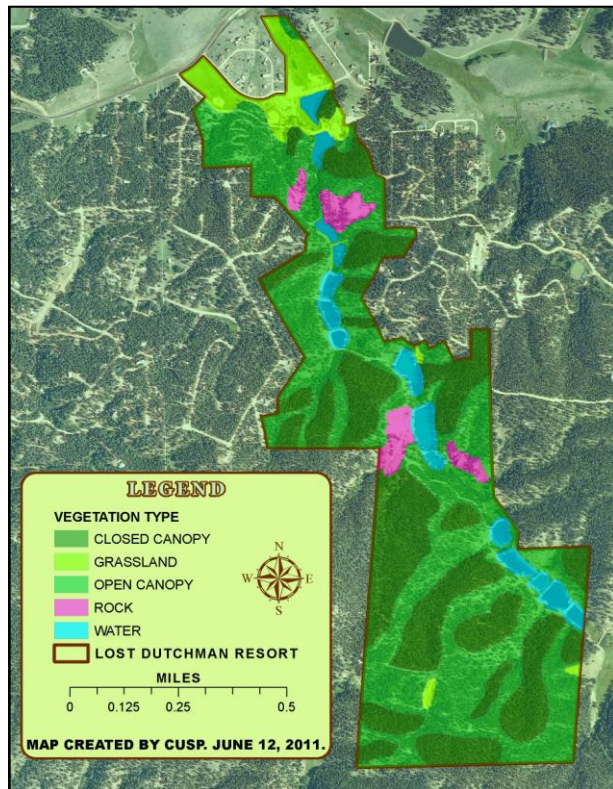 LEGEND
VEGETATION TYPE
CLOSED CANOPY
GRASSLAND
OPEN CANOPY
ROCK
WATER
LOST DUTCHMAN RESORT
N
W E
S
MILES
0 0.125 0.25 0.5
MAP CREATED BY CUSP. JUNE 12, 2011.